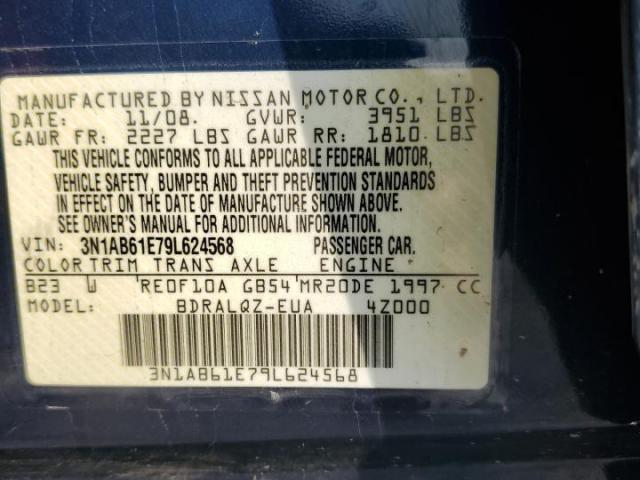 MANUFACTURED BY NISSAN MOTOR CO., LTD.
DATE: 11/08. GVWR: 3951 LBS
GAWR FR: 2227 LBS GAWR RR: 1810 LBS
THIS VEHICLE CONFORMS TO ALL APPLICABLE FEDERAL MOTOR,
VEHICLE SAFETY, BUMPER AND THEFT PREVENTION STANDARDS
IN EFFECT ON THE DATE OF MANUFACTURE SHOWN ABOVE.
SEE OWNER'S MANUAL FOR ADDITIONAL INFORMATION.
VIN: 3N1AB61E79L624568 PASSENGER CAR.
COLOR TRIM TRANS AXLE ENGINE
B23 W RE0F10A GB54 MR20DE 1997 CC
BDRALQZ-EUA 4Z000
3N1AB61E79L624568